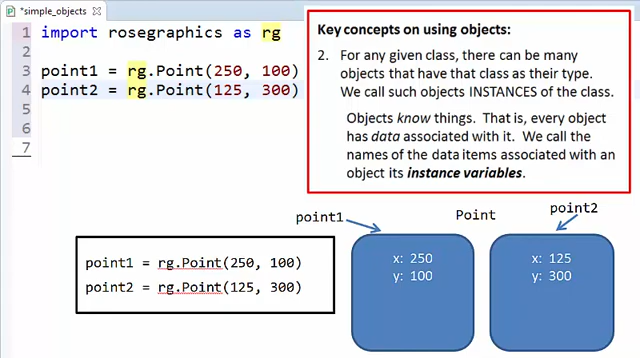 *simple_objects
1 import rosegraphics as rg
2
3 point1 = rg.Point(250, 100)
4 point2 = rg.Point(125, 300)
5
6
7
Key concepts on using objects:
2. For any given class, there can be many
objects that have that class as their type.
We call such objects INSTANCES of the class.
Objects know things. That is, every object
has data associated with it. We call the
names of the data items associated with an
object its instance variables.
point1 = rg.Point(250, 100)
point2 = rg.Point(125, 300)
point1
Point
point2
x: 250
y: 100
x: 125
y: 300